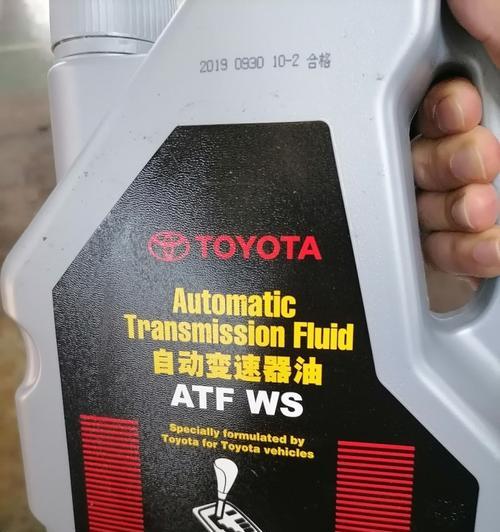 2019 0930 10-2 合格
TOYOTA
Automatic
Transmission Fluid
自动变速器油
ATF WS
Specially formulated by
Toyota for Toyota vehicles